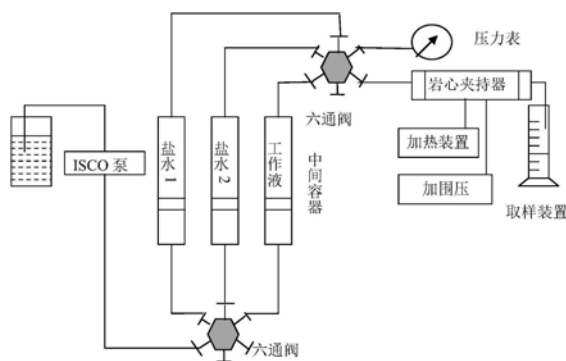 压力表
岩心夹持器
六通阀
加热装置
ISCO 泵
盐水 1
盐水 2
工作液
中间容器
加围压
取样装置
六通阀